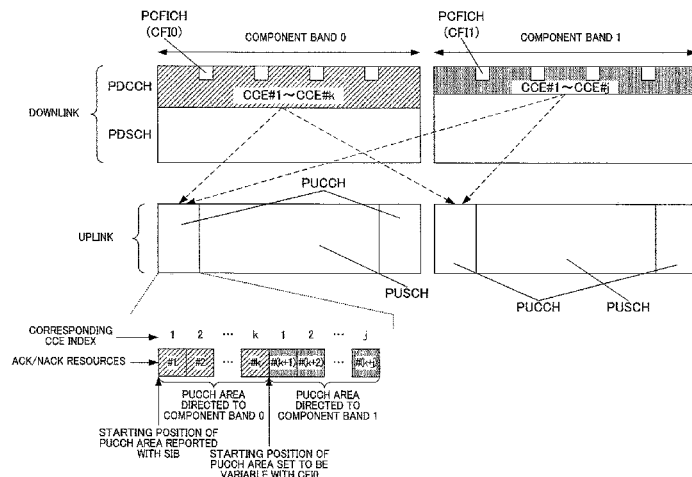 PCFICH
(CFI0)
COMPONENT BAND 0
PCFICH
(CFI1)
COMPONENT BAND 1
DOWNLINK
PDCCH
CCE#1～CCE#k
CCE#1～CCE#j
PDSCH
PUCCH
UPLINK
PUSCH
PUCCH
PUSCH
CORRESPONDING
CCE INDEX
1 2 … k 1 2 … j
ACK/NACK RESOURCES
#1 #2 … #k #(k+1) #(k+2) … #(k+j)
PUCCH AREA
DIRECTED TO
COMPONENT BAND 0
PUCCH AREA
DIRECTED TO
COMPONENT BAND 1
STARTING POSITION OF
PUCCH AREA REPORTED
WITH SIB
STARTING POSITION OF
PUCCH AREA SET TO BE
VARIABLE WITH CFI0